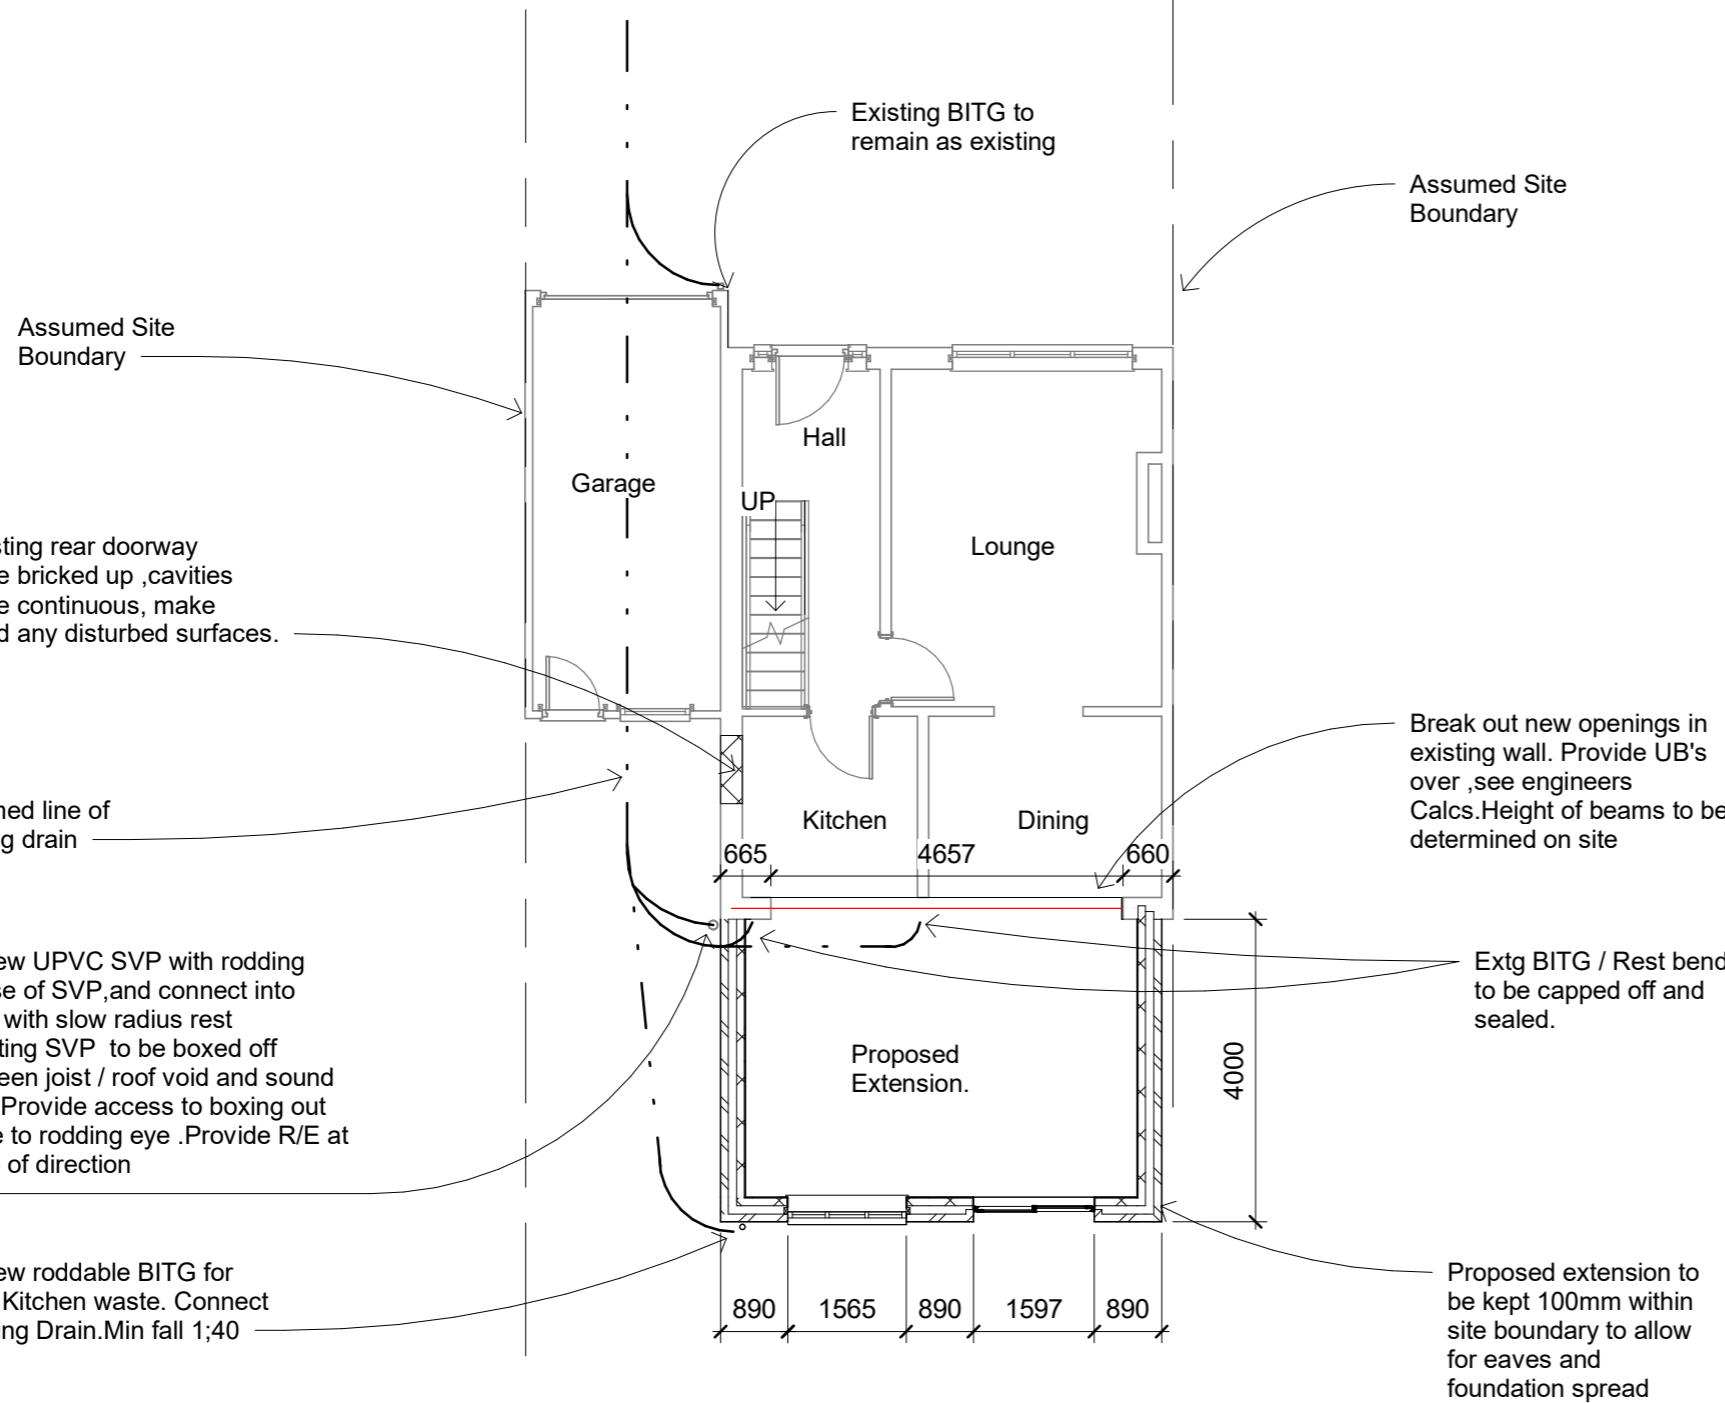 Existing BITG to
remain as existing
Assumed Site
Boundary
Assumed Site
Boundary
Hall
Garage
UP
Lounge
sting rear doorway
e bricked up ,cavities
e continuous, make
d any disturbed surfaces.
Break out new openings in
existing wall. Provide UB's
over ,see engineers
Calcs.Height of beams to be
determined on site
ned line of
g drain
Kitchen
Dining
665
4657
660
ew UPVC SVP with rodding
se of SVP,and connect into
with slow radius rest
ting SVP to be boxed off
een joist / roof void and sound
Provide access to boxing out
e to rodding eye .Provide R/E at
of direction
Extg BITG / Rest bend
to be capped off and
sealed.
Proposed
Extension.
4000
ew roddable BITG for
Kitchen waste. Connect
ing Drain.Min fall 1;40
890
1565
890
1597
890
Proposed extension to
be kept 100mm within
site boundary to allow
for eaves and
foundation spread